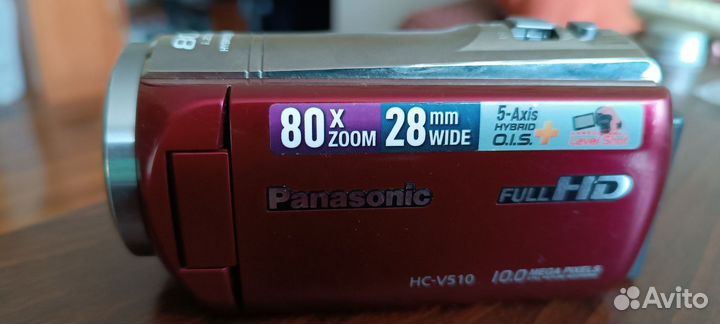 80
80X ZOOM 28mm WIDE
5-Axis
HYBRID
O.I.S.+
Level Shot
Panasonic
FULL HD
HC-V510
10.0 MEGA PIXELS
Avito